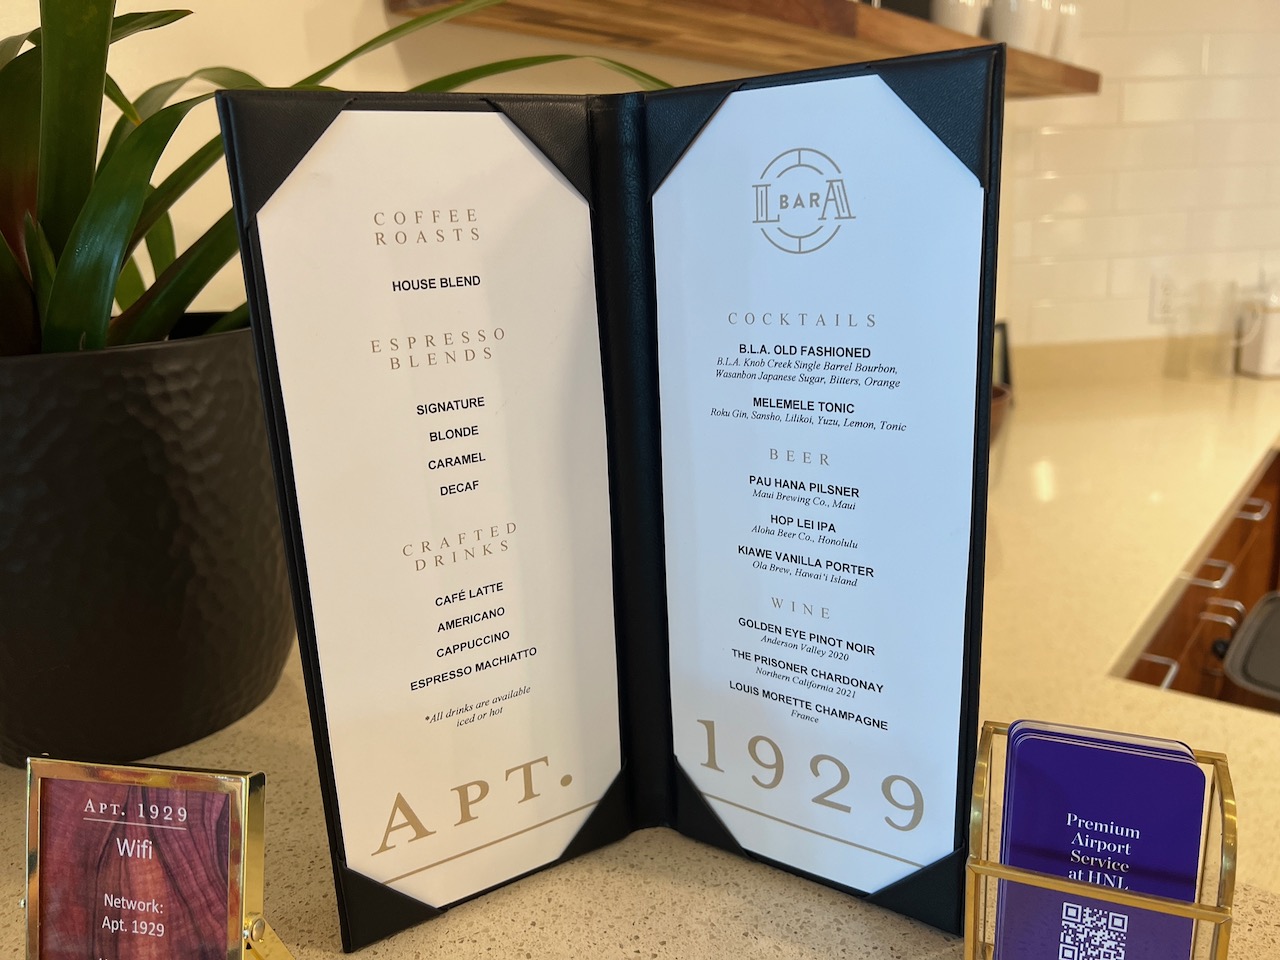 COFFEE
ROASTS
HOUSE BLEND
ESPRESSO
BLENDS
SIGNATURE
BLONDE
CARAMEL
DECAF
CRAFTED
DRINKS
CAFÉ LATTE
AMERICANO
CAPPUCCINO
ESPRESSO MACHIATTO
*All drinks are available
iced or hot
APT.
L BAR A
COCKTAILS
B.L.A. OLD FASHIONED
B.L.A. Knob Creek Single Barrel Bourbon,
Wasanbon Japanese Sugar, Bitters, Orange
MELEMELE TONIC
Roku Gin, Sansho, Lilikoi, Yuzu, Lemon, Tonic
BEER
PAU HANA PILSNER
Maui Brewing Co., Maui
HOP LEI IPA
Aloha Beer Co., Honolulu
KIAWE VANILLA PORTER
Ola Brew, Hawai‘i Island
WINE
GOLDEN EYE PINOT NOIR
Anderson Valley 2020
THE PRISONER CHARDONAY
Northern California 2021
LOUIS MORETTE CHAMPAGNE
France
1929
APT. 1929
Wifi
Network:
Apt. 1929
Premium
Airport
Service
at HNL